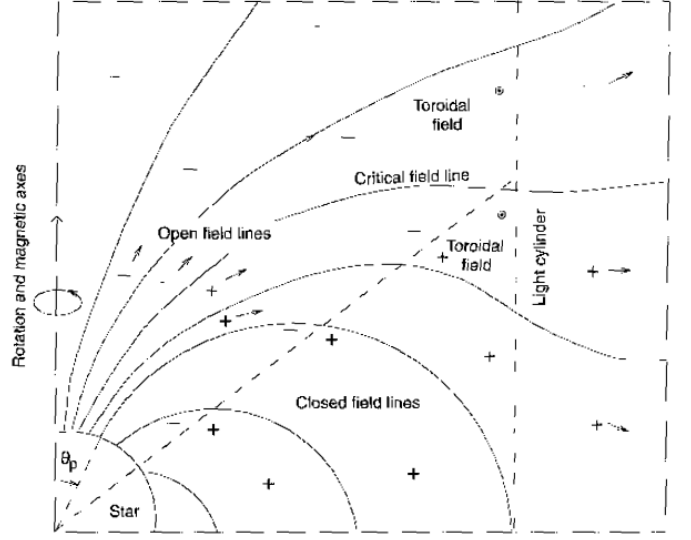 Toroidal
field
Critical field line
Open field lines
Toroidal
field
Rotation and magnetic axes
Light cylinder
Closed field lines
θp
Star